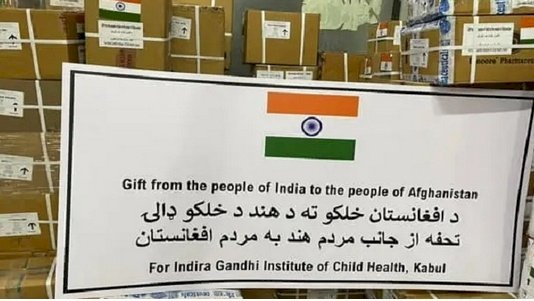 Gift from the people of India to the people of Afghanistan
د افغانستان خلکو ته د هند د خلکو ډالۍ
تحفه از جانب مردم هند به مردم افغانستان
For Indira Gandhi Institute of Child Health, Kabul